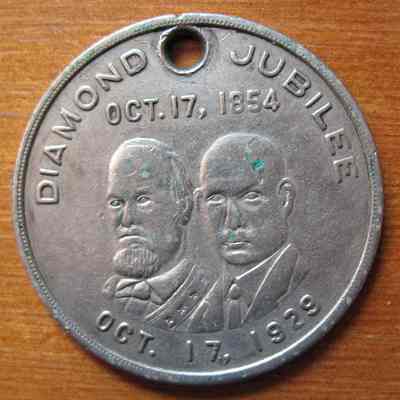 DIAMOND JUBILEE
OCT. 17, 1854
OCT. 17, 1929